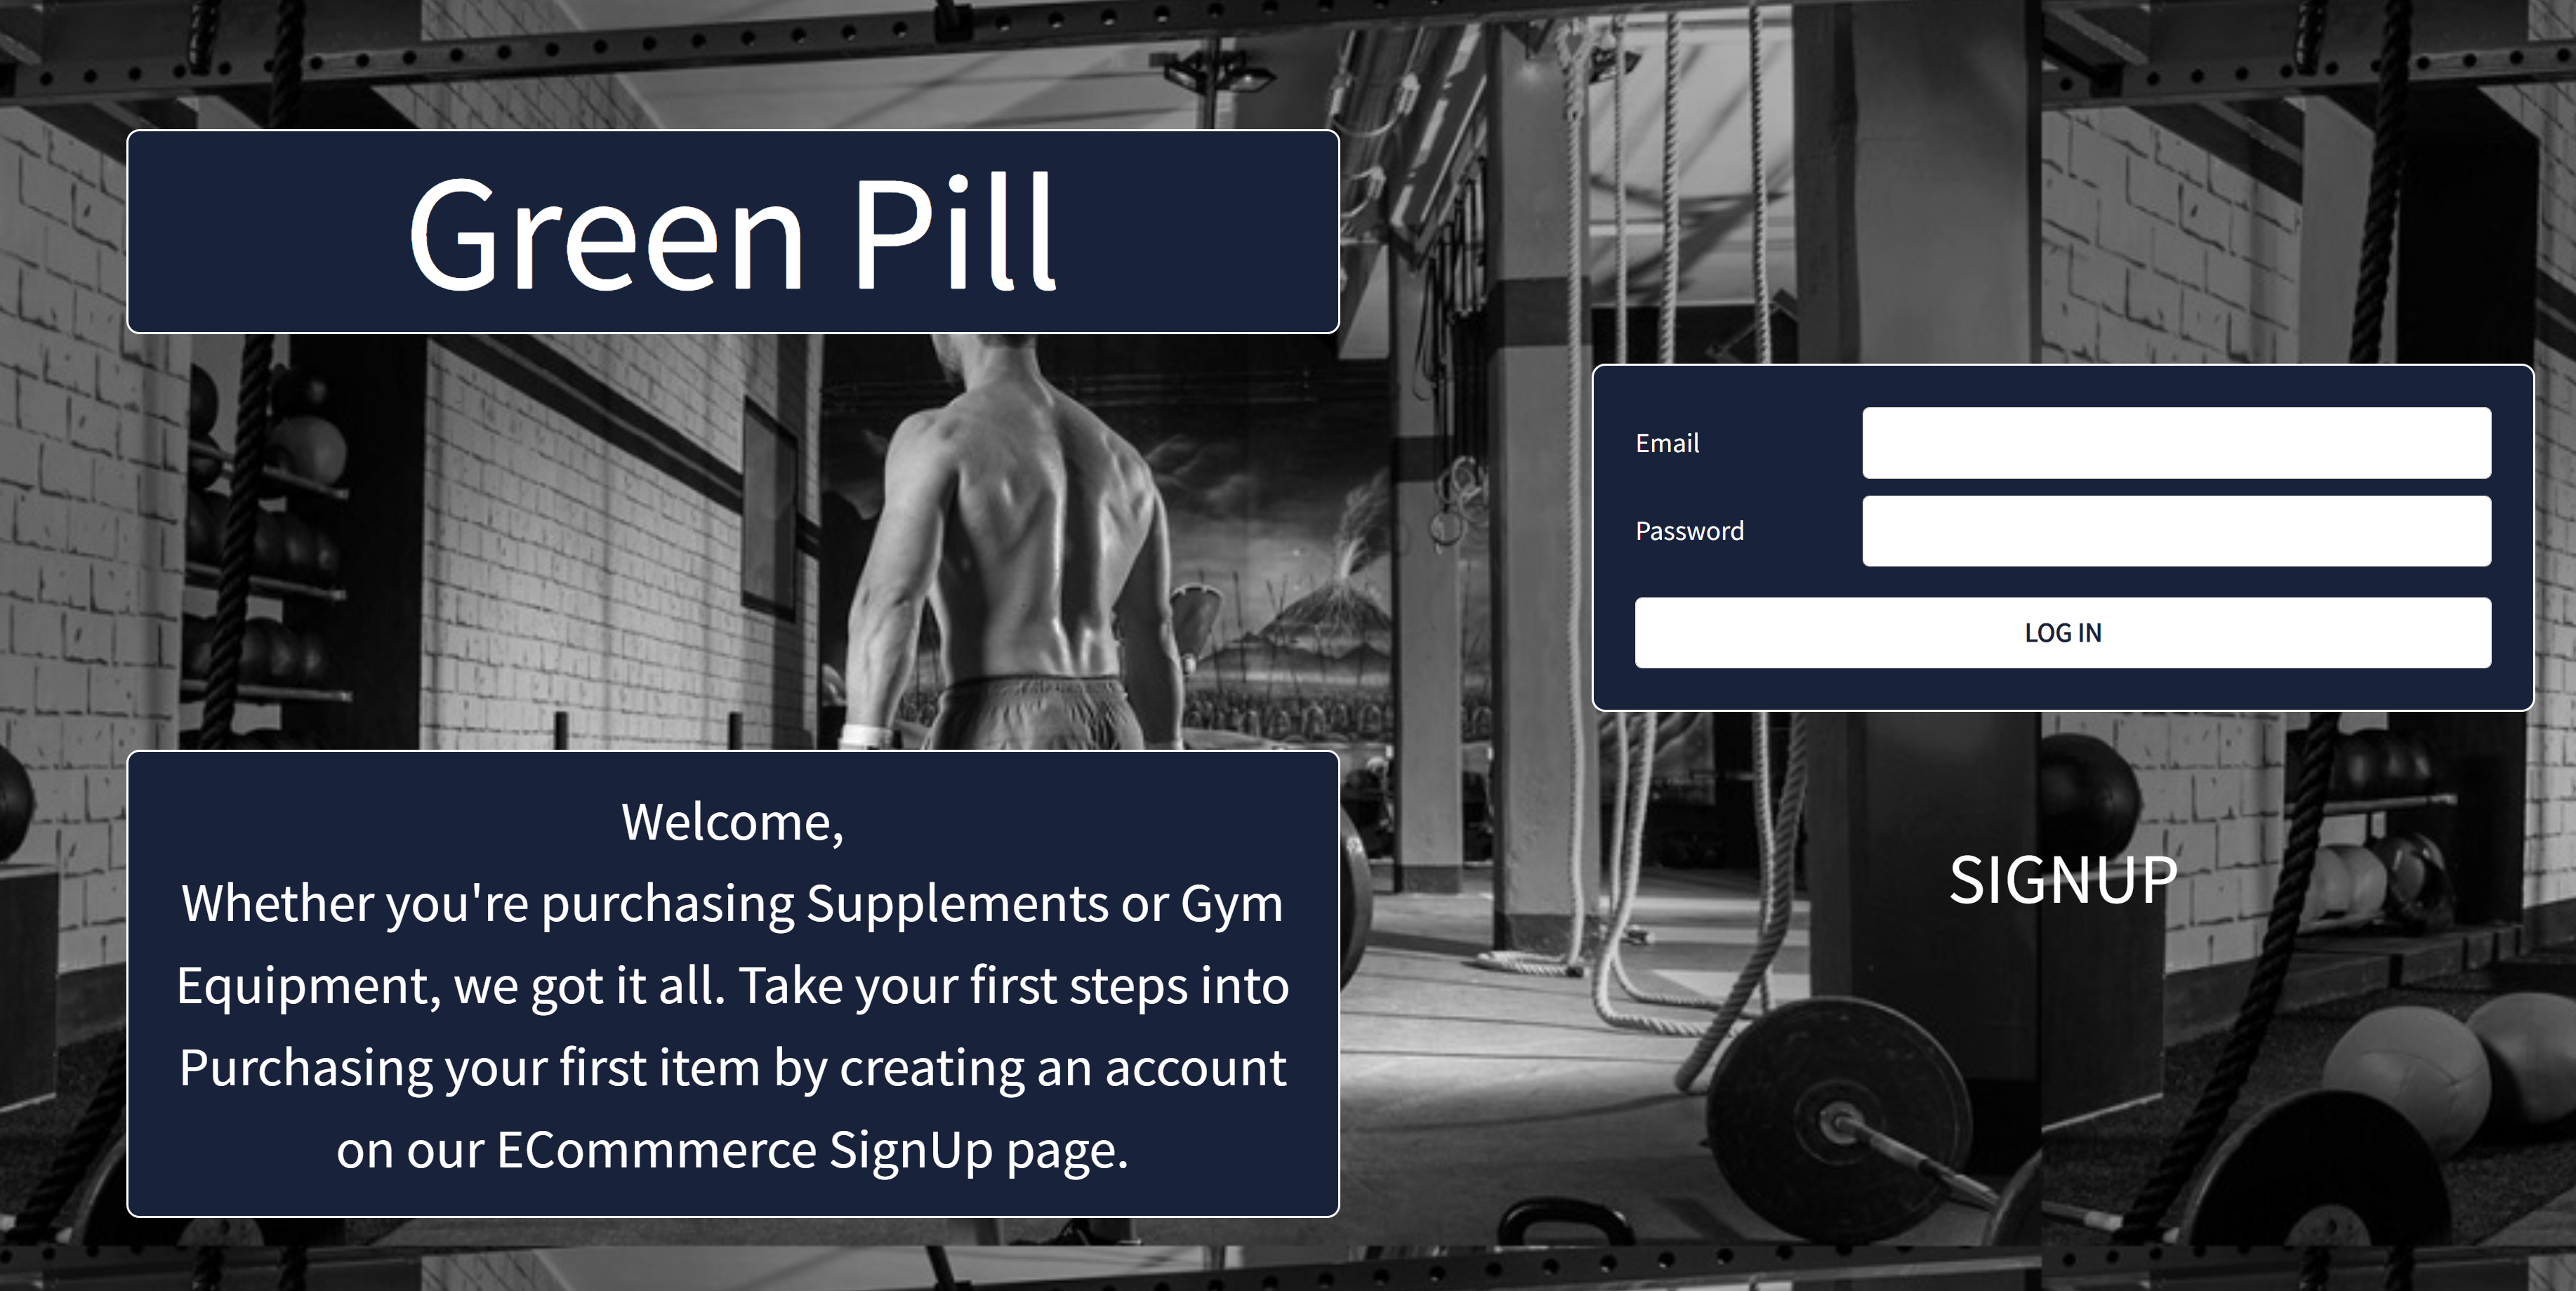 Green Pill
Email
Password
LOG IN
Welcome,
Whether you're purchasing Supplements or Gym
Equipment, we got it all. Take your first steps into
Purchasing your first item by creating an account
on our ECommmerce SignUp page.
SIGNUP